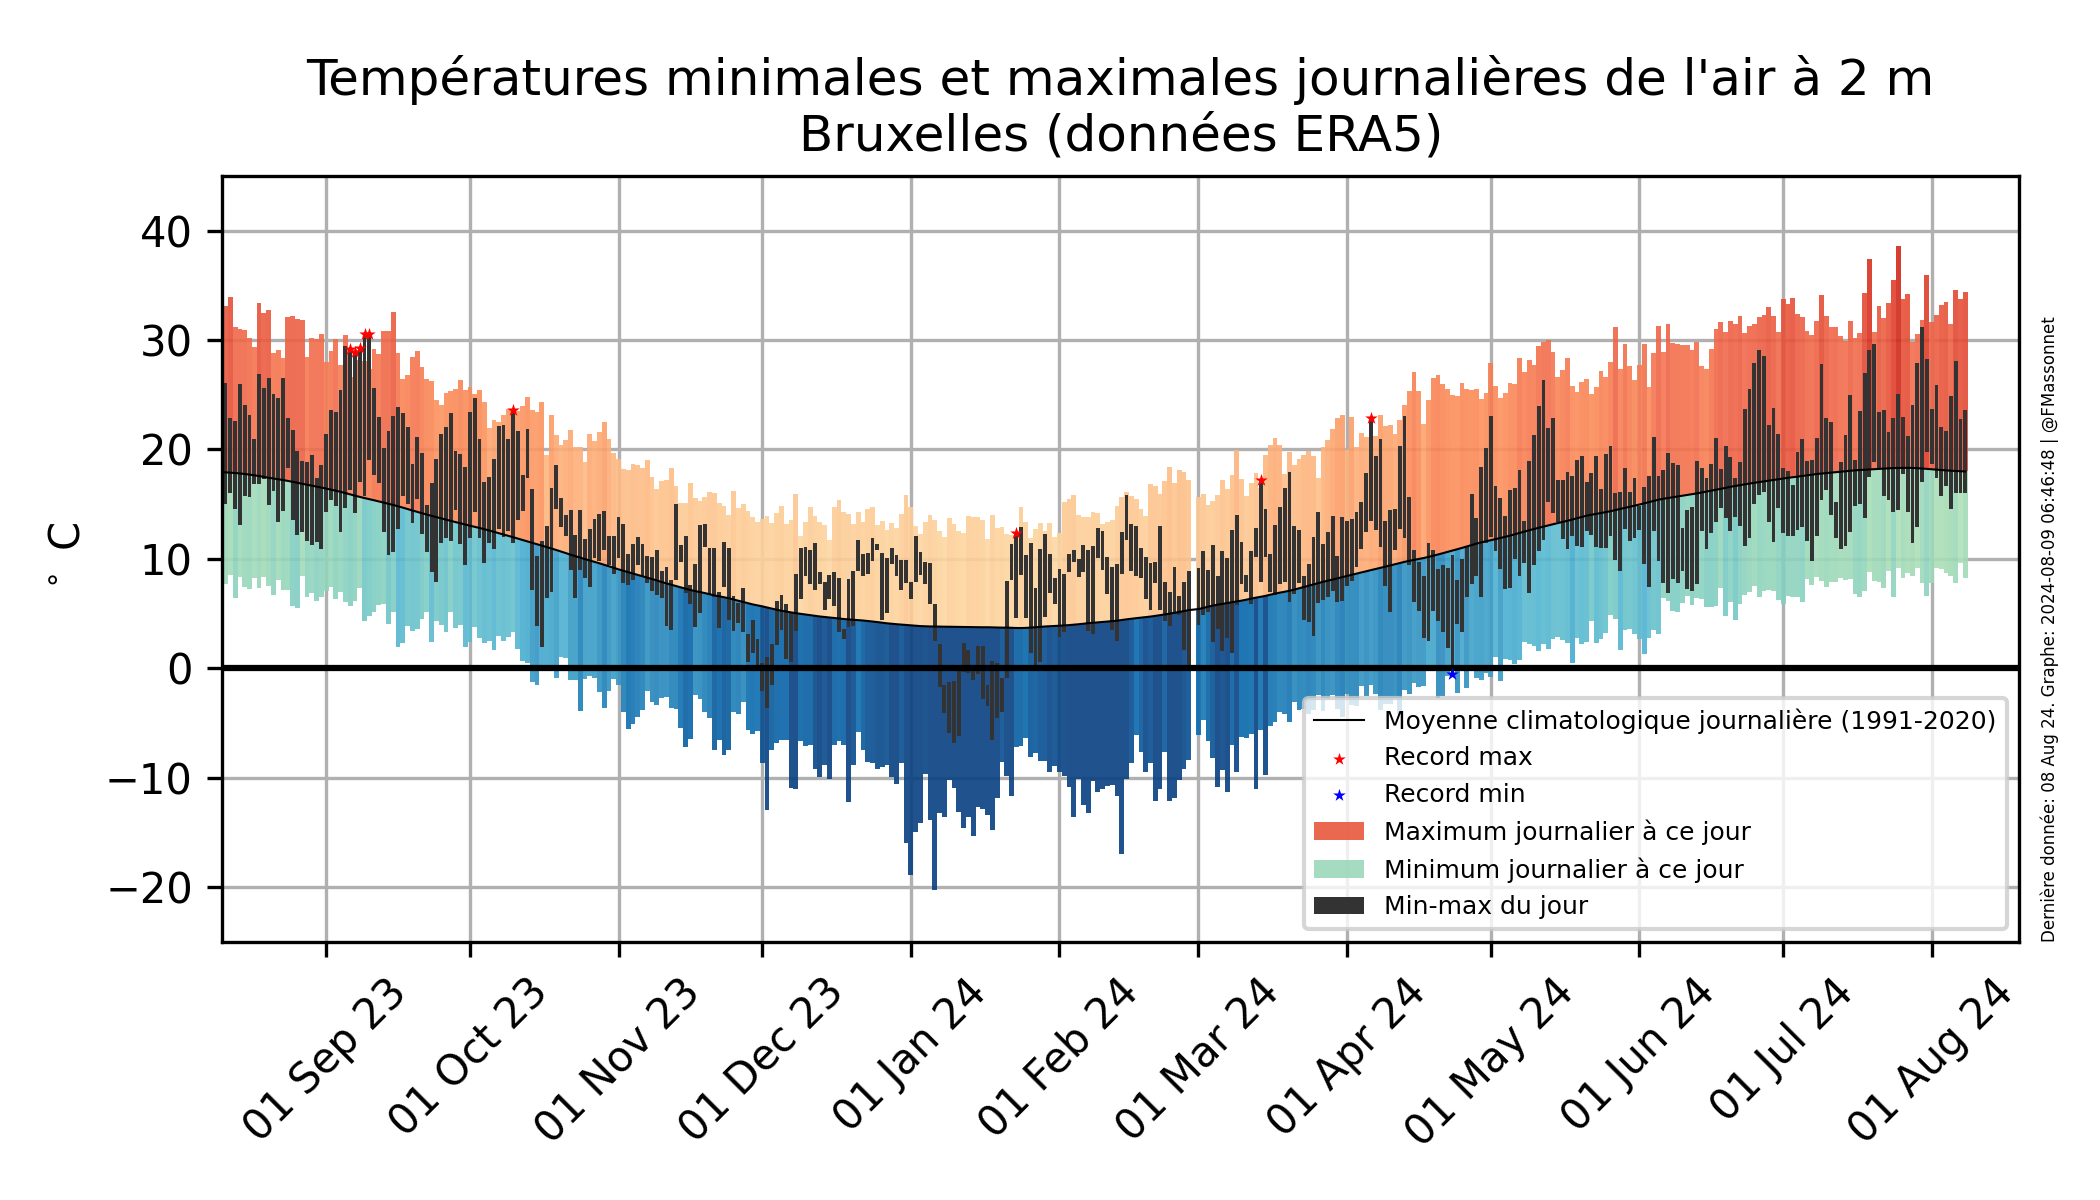 Températures minimales et maximales journalières de l'air à 2 m
Bruxelles (données ERA5)
° C
40
30
20
10
0
−10
−20
01 Sep 23
01 Oct 23
01 Nov 23
01 Dec 23
01 Jan 24
01 Feb 24
01 Mar 24
01 Apr 24
01 May 24
01 Jun 24
01 Jul 24
01 Aug 24
Moyenne climatologique journalière (1991-2020)
Record max
Record min
Maximum journalier à ce jour
Minimum journalier à ce jour
Min-max du jour
Dernière donnée: 08 Aug 24. Graphe: 2024-08-09 06:46:48 | @FMassonnet